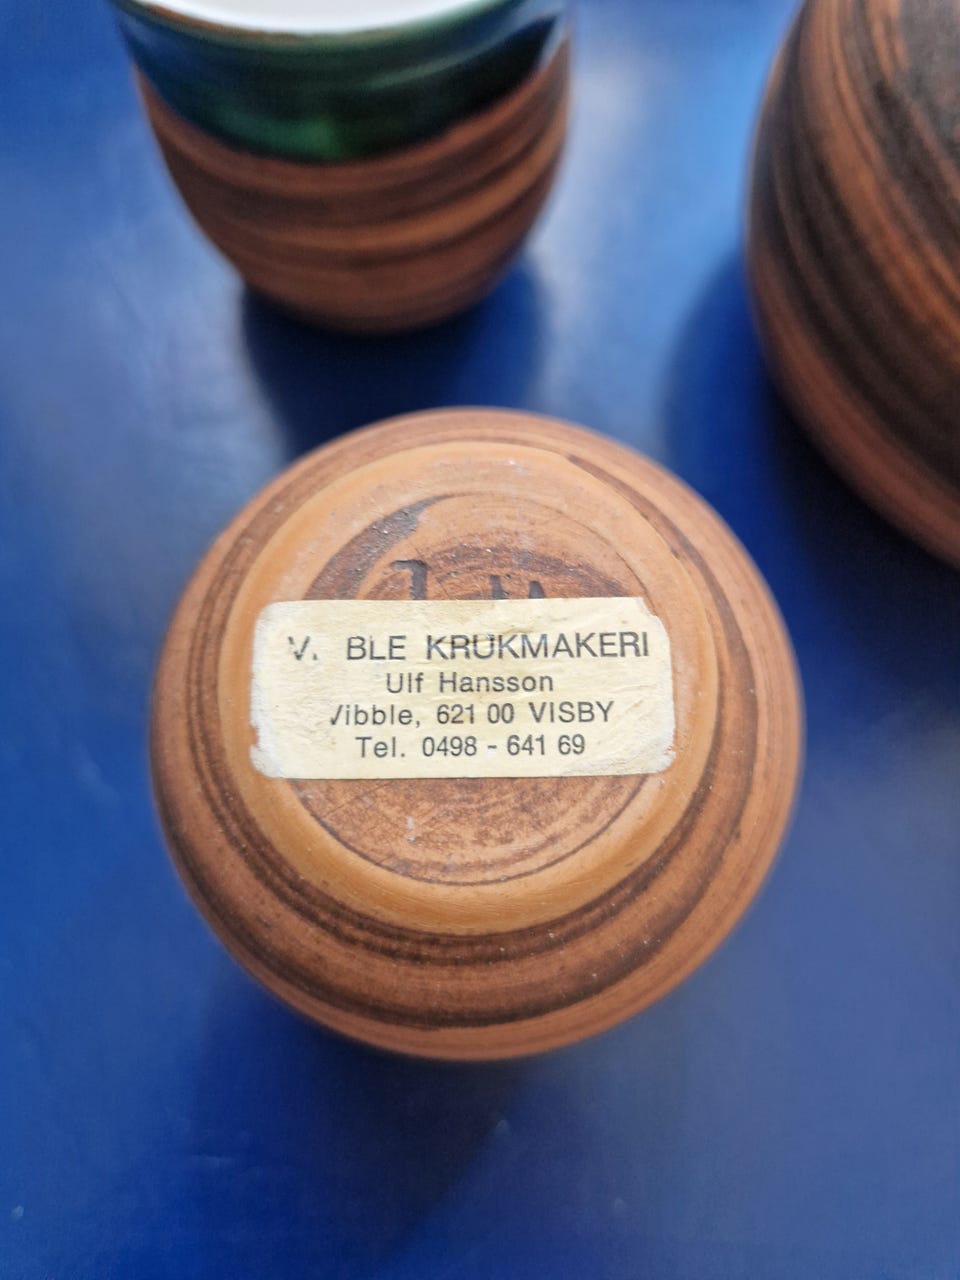 V. BLE KRUKMAKERI
Ulf Hansson
Vibble, 621 00 VISBY
Tel. 0498 - 641 69